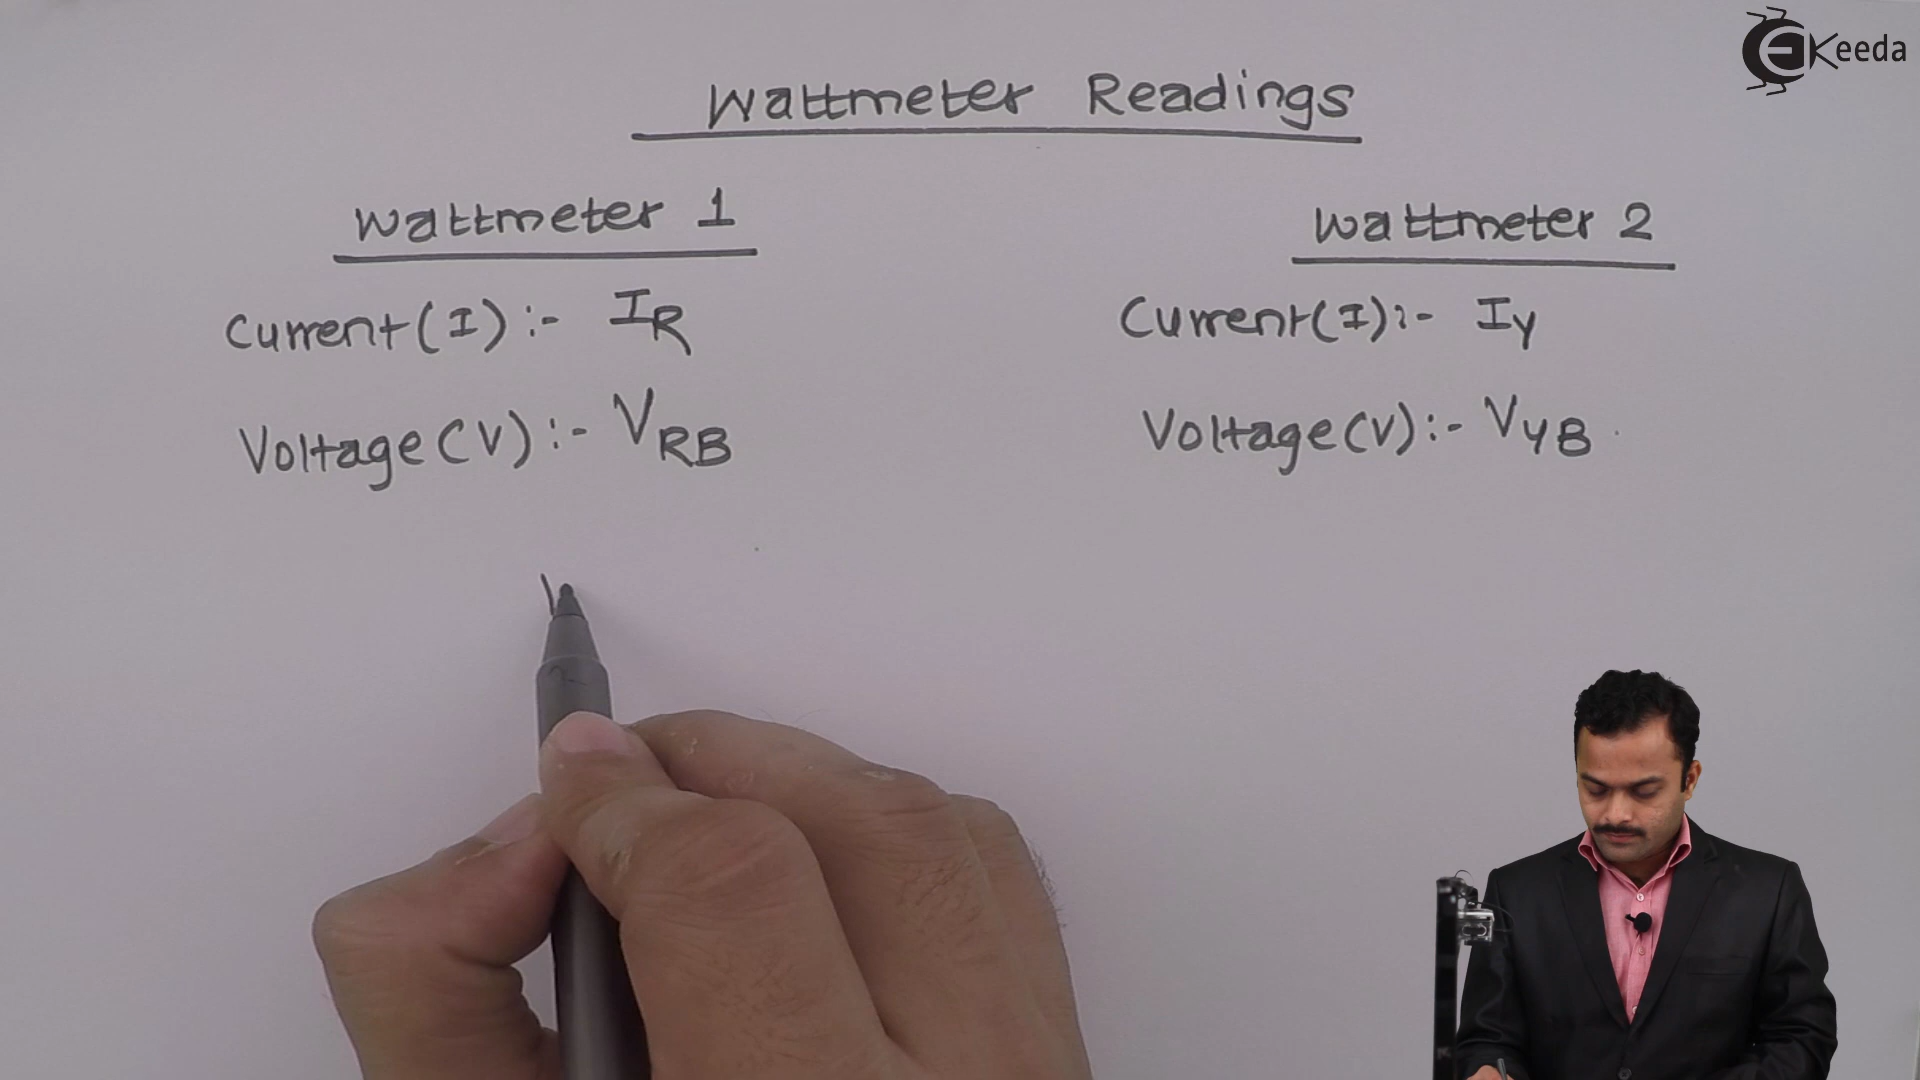 Keeda
Wattmeter Readings
Wattmeter 1
Current(I) :- IR
Voltage(V) :- VRB
Wattmeter 2
Current(I):- IY
Voltage(V):- VYB